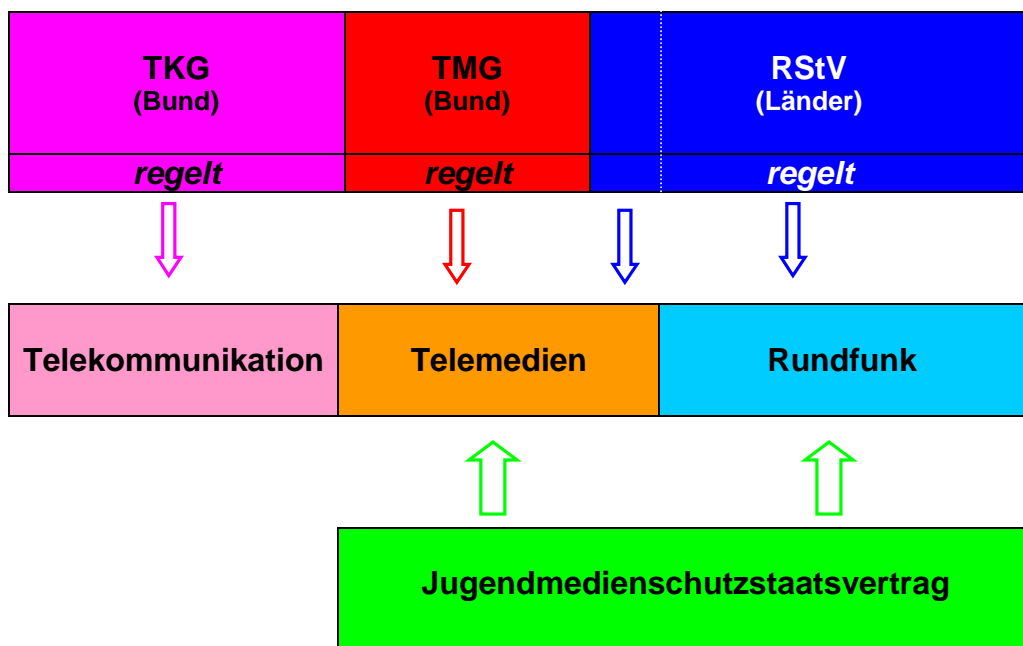 TKG
(Bund)
TMG
(Bund)
RStV
(Länder)
regelt
regelt
regelt
Telekommunikation
Telemedien
Rundfunk
Jugendmedienschutzstaatsvertrag